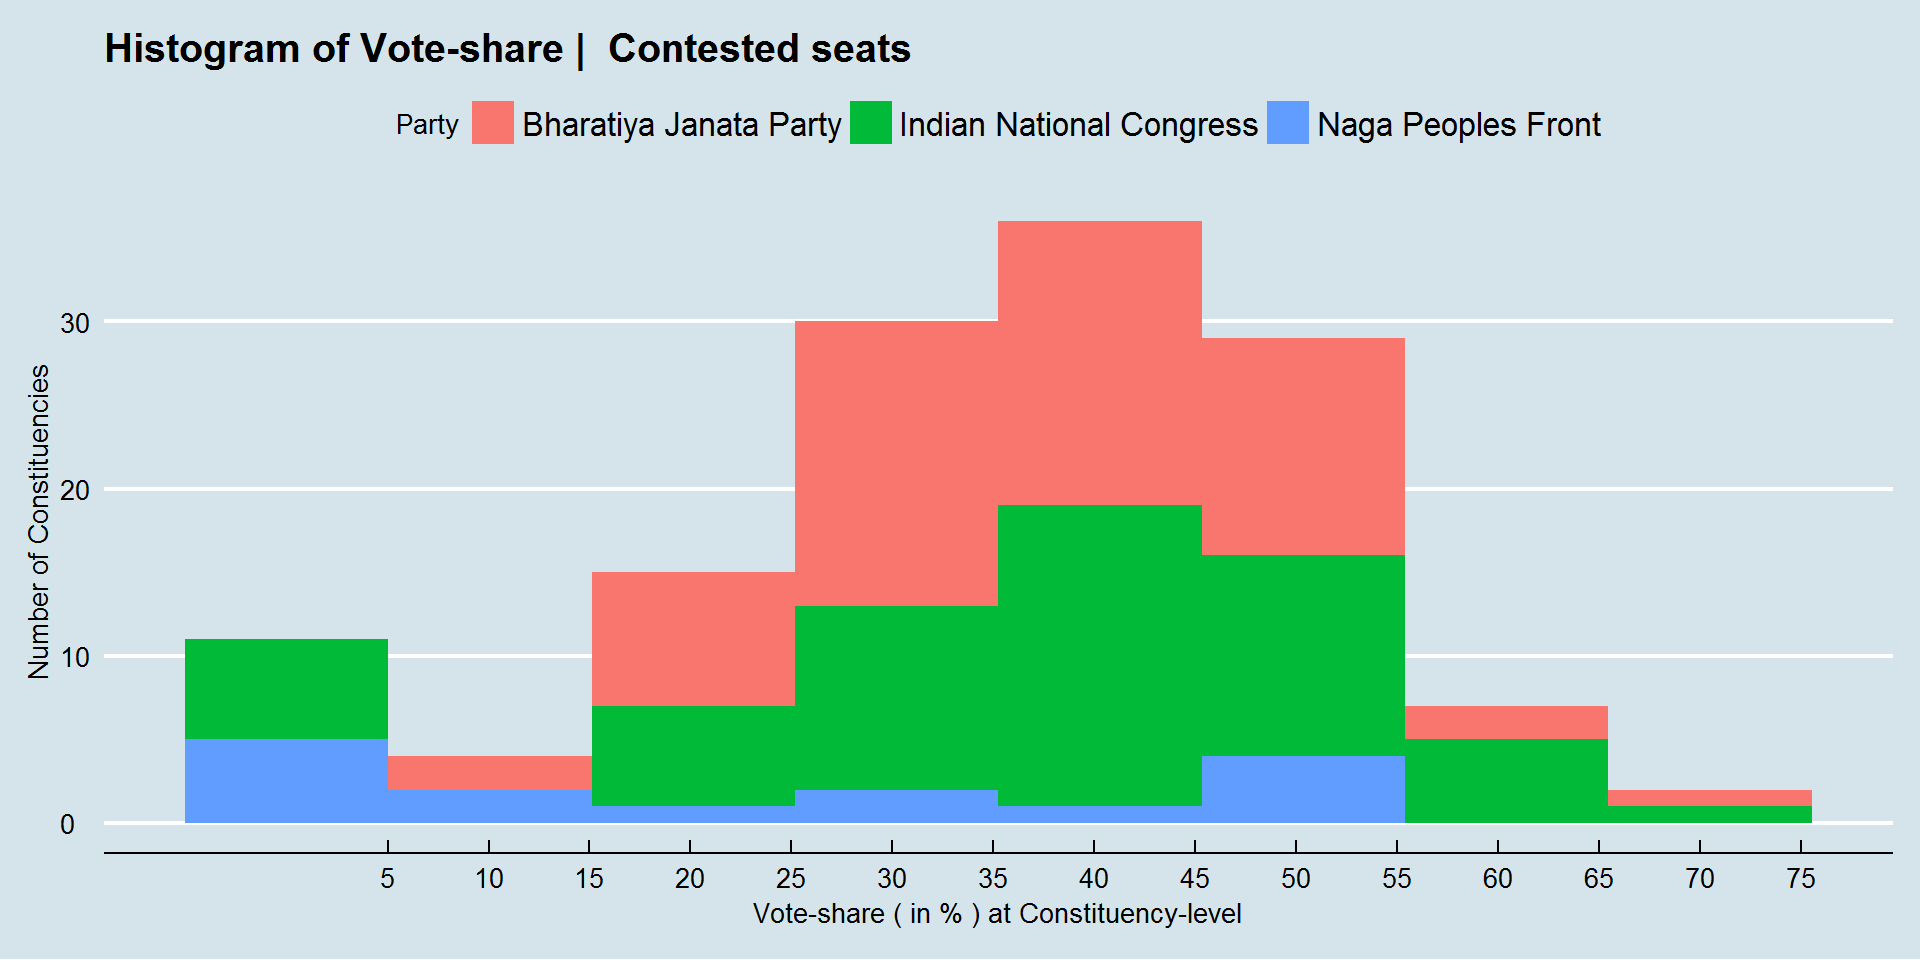 Histogram of Vote-share |  Contested seats
Party Bharatiya Janata Party Indian National Congress Naga Peoples Front
Number of Constituencies
30
20
10
0
5 10 15 20 25 30 35 40 45 50 55 60 65 70 75
Vote-share ( in % ) at Constituency-level